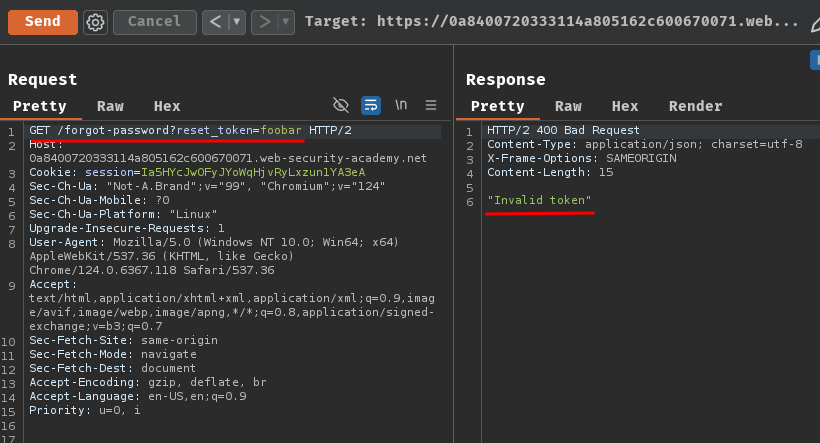 Send Cancel < > Target: https://0a8400720333114a805162c600670071.web...
Request
Pretty Raw Hex \n
1 GET /forgot-password?reset_token=foobar HTTP/2
2 Host:
0a8400720333114a805162c600670071.web-security-academy.net
3 Cookie: session=Ia5HYcJwOFyJYoWqHjvRyLxzun1YA3eA
4 Sec-Ch-Ua: "Not-A.Brand";v="99", "Chromium";v="124"
5 Sec-Ch-Ua-Mobile: ?0
6 Sec-Ch-Ua-Platform: "Linux"
7 Upgrade-Insecure-Requests: 1
8 User-Agent: Mozilla/5.0 (Windows NT 10.0; Win64; x64)
AppleWebKit/537.36 (KHTML, like Gecko)
Chrome/124.0.6367.118 Safari/537.36
9 Accept:
text/html,application/xhtml+xml,application/xml;q=0.9,imag
e/avif,image/webp,image/apng,*/*;q=0.8,application/signed-
exchange;v=b3;q=0.7
10 Sec-Fetch-Site: same-origin
11 Sec-Fetch-Mode: navigate
12 Sec-Fetch-Dest: document
13 Accept-Encoding: gzip, deflate, br
14 Accept-Language: en-US,en;q=0.9
15 Priority: u=0, i
16
17
Response
Pretty Raw Hex Render
1 HTTP/2 400 Bad Request
2 Content-Type: application/json; charset=utf-8
3 X-Frame-Options: SAMEORIGIN
4 Content-Length: 15
5
6 "Invalid token"